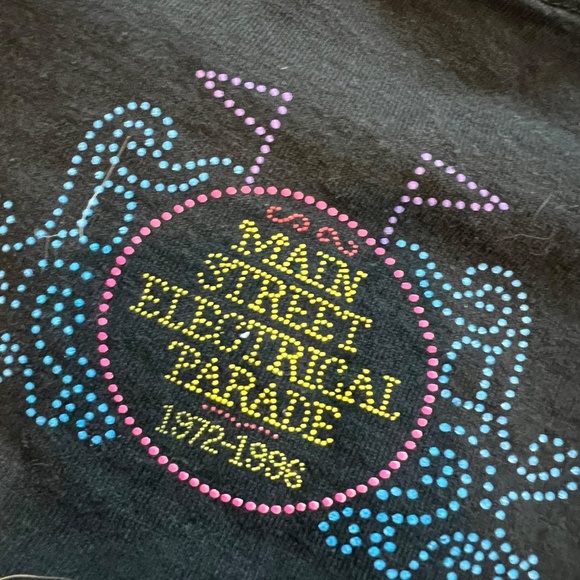 MAIN
STREET
ELECTRICAL
PARADE
1972-1996